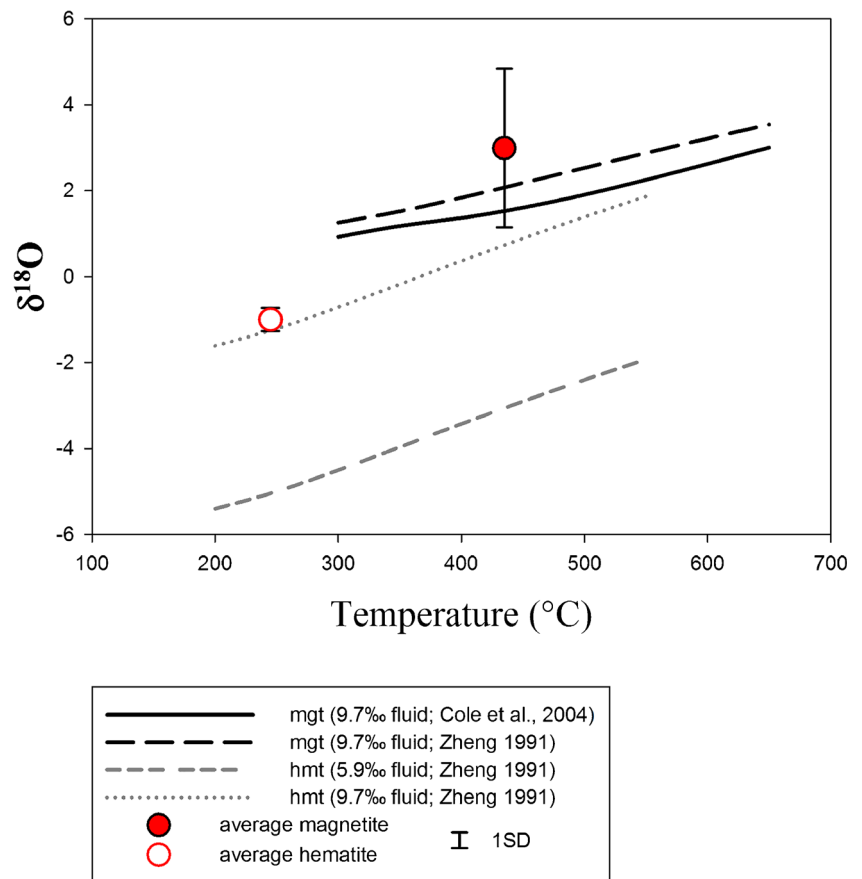 6
4
2
0
-2
-4
-6
δ18O
100 200 300 400 500 600 700
Temperature (°C)
mgt (9.7‰ fluid; Cole et al., 2004)
mgt (9.7‰ fluid; Zheng 1991)
hmt (5.9‰ fluid; Zheng 1991)
hmt (9.7‰ fluid; Zheng 1991)
average magnetite
average hematite 1SD